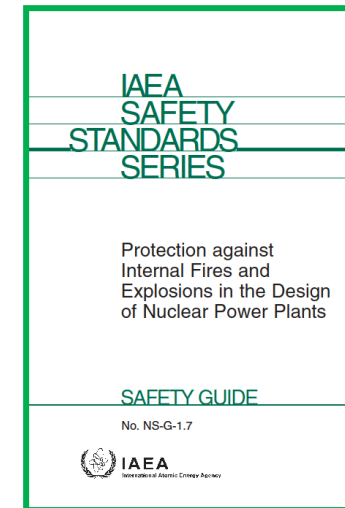 IAEA
SAFETY
STANDARDS
SERIES
Protection against
Internal Fires and
Explosions in the Design
of Nuclear Power Plants
SAFETY GUIDE
No. NS-G-1.7
IAEA
International Atomic Energy Agency